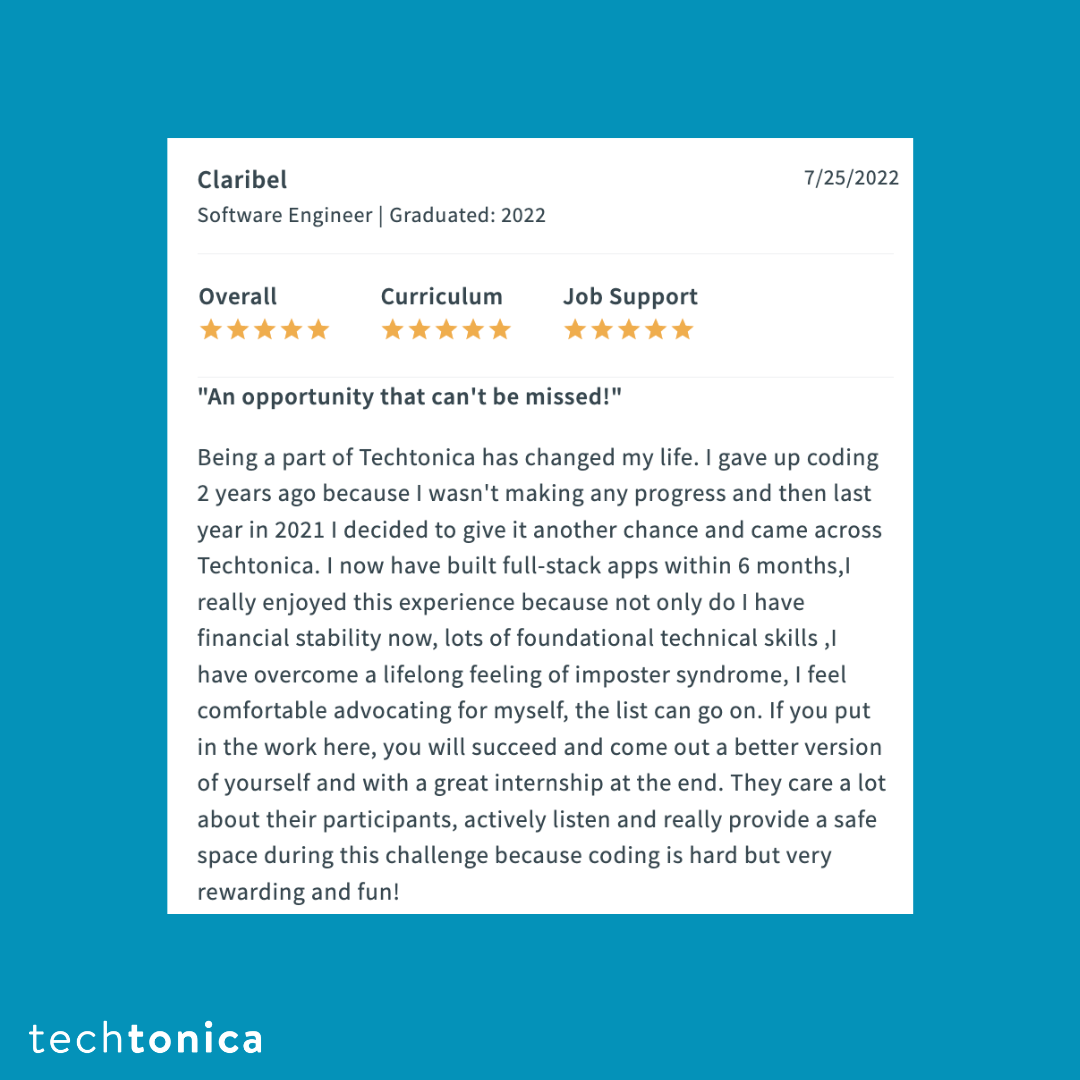 Claribel
7/25/2022
Software Engineer | Graduated: 2022
Overall
Curriculum
Job Support
"An opportunity that can't be missed!"
Being a part of Techtonica has changed my life. I gave up coding
2 years ago because I wasn't making any progress and then last
year in 2021 I decided to give it another chance and came across
Techtonica. I now have built full-stack apps within 6 months,I
really enjoyed this experience because not only do I have
financial stability now, lots of foundational technical skills ,I
have overcome a lifelong feeling of imposter syndrome, I feel
comfortable advocating for myself, the list can go on. If you put
in the work here, you will succeed and come out a better version
of yourself and with a great internship at the end. They care a lot
about their participants, actively listen and really provide a safe
space during this challenge because coding is hard but very
rewarding and fun!
techtonica